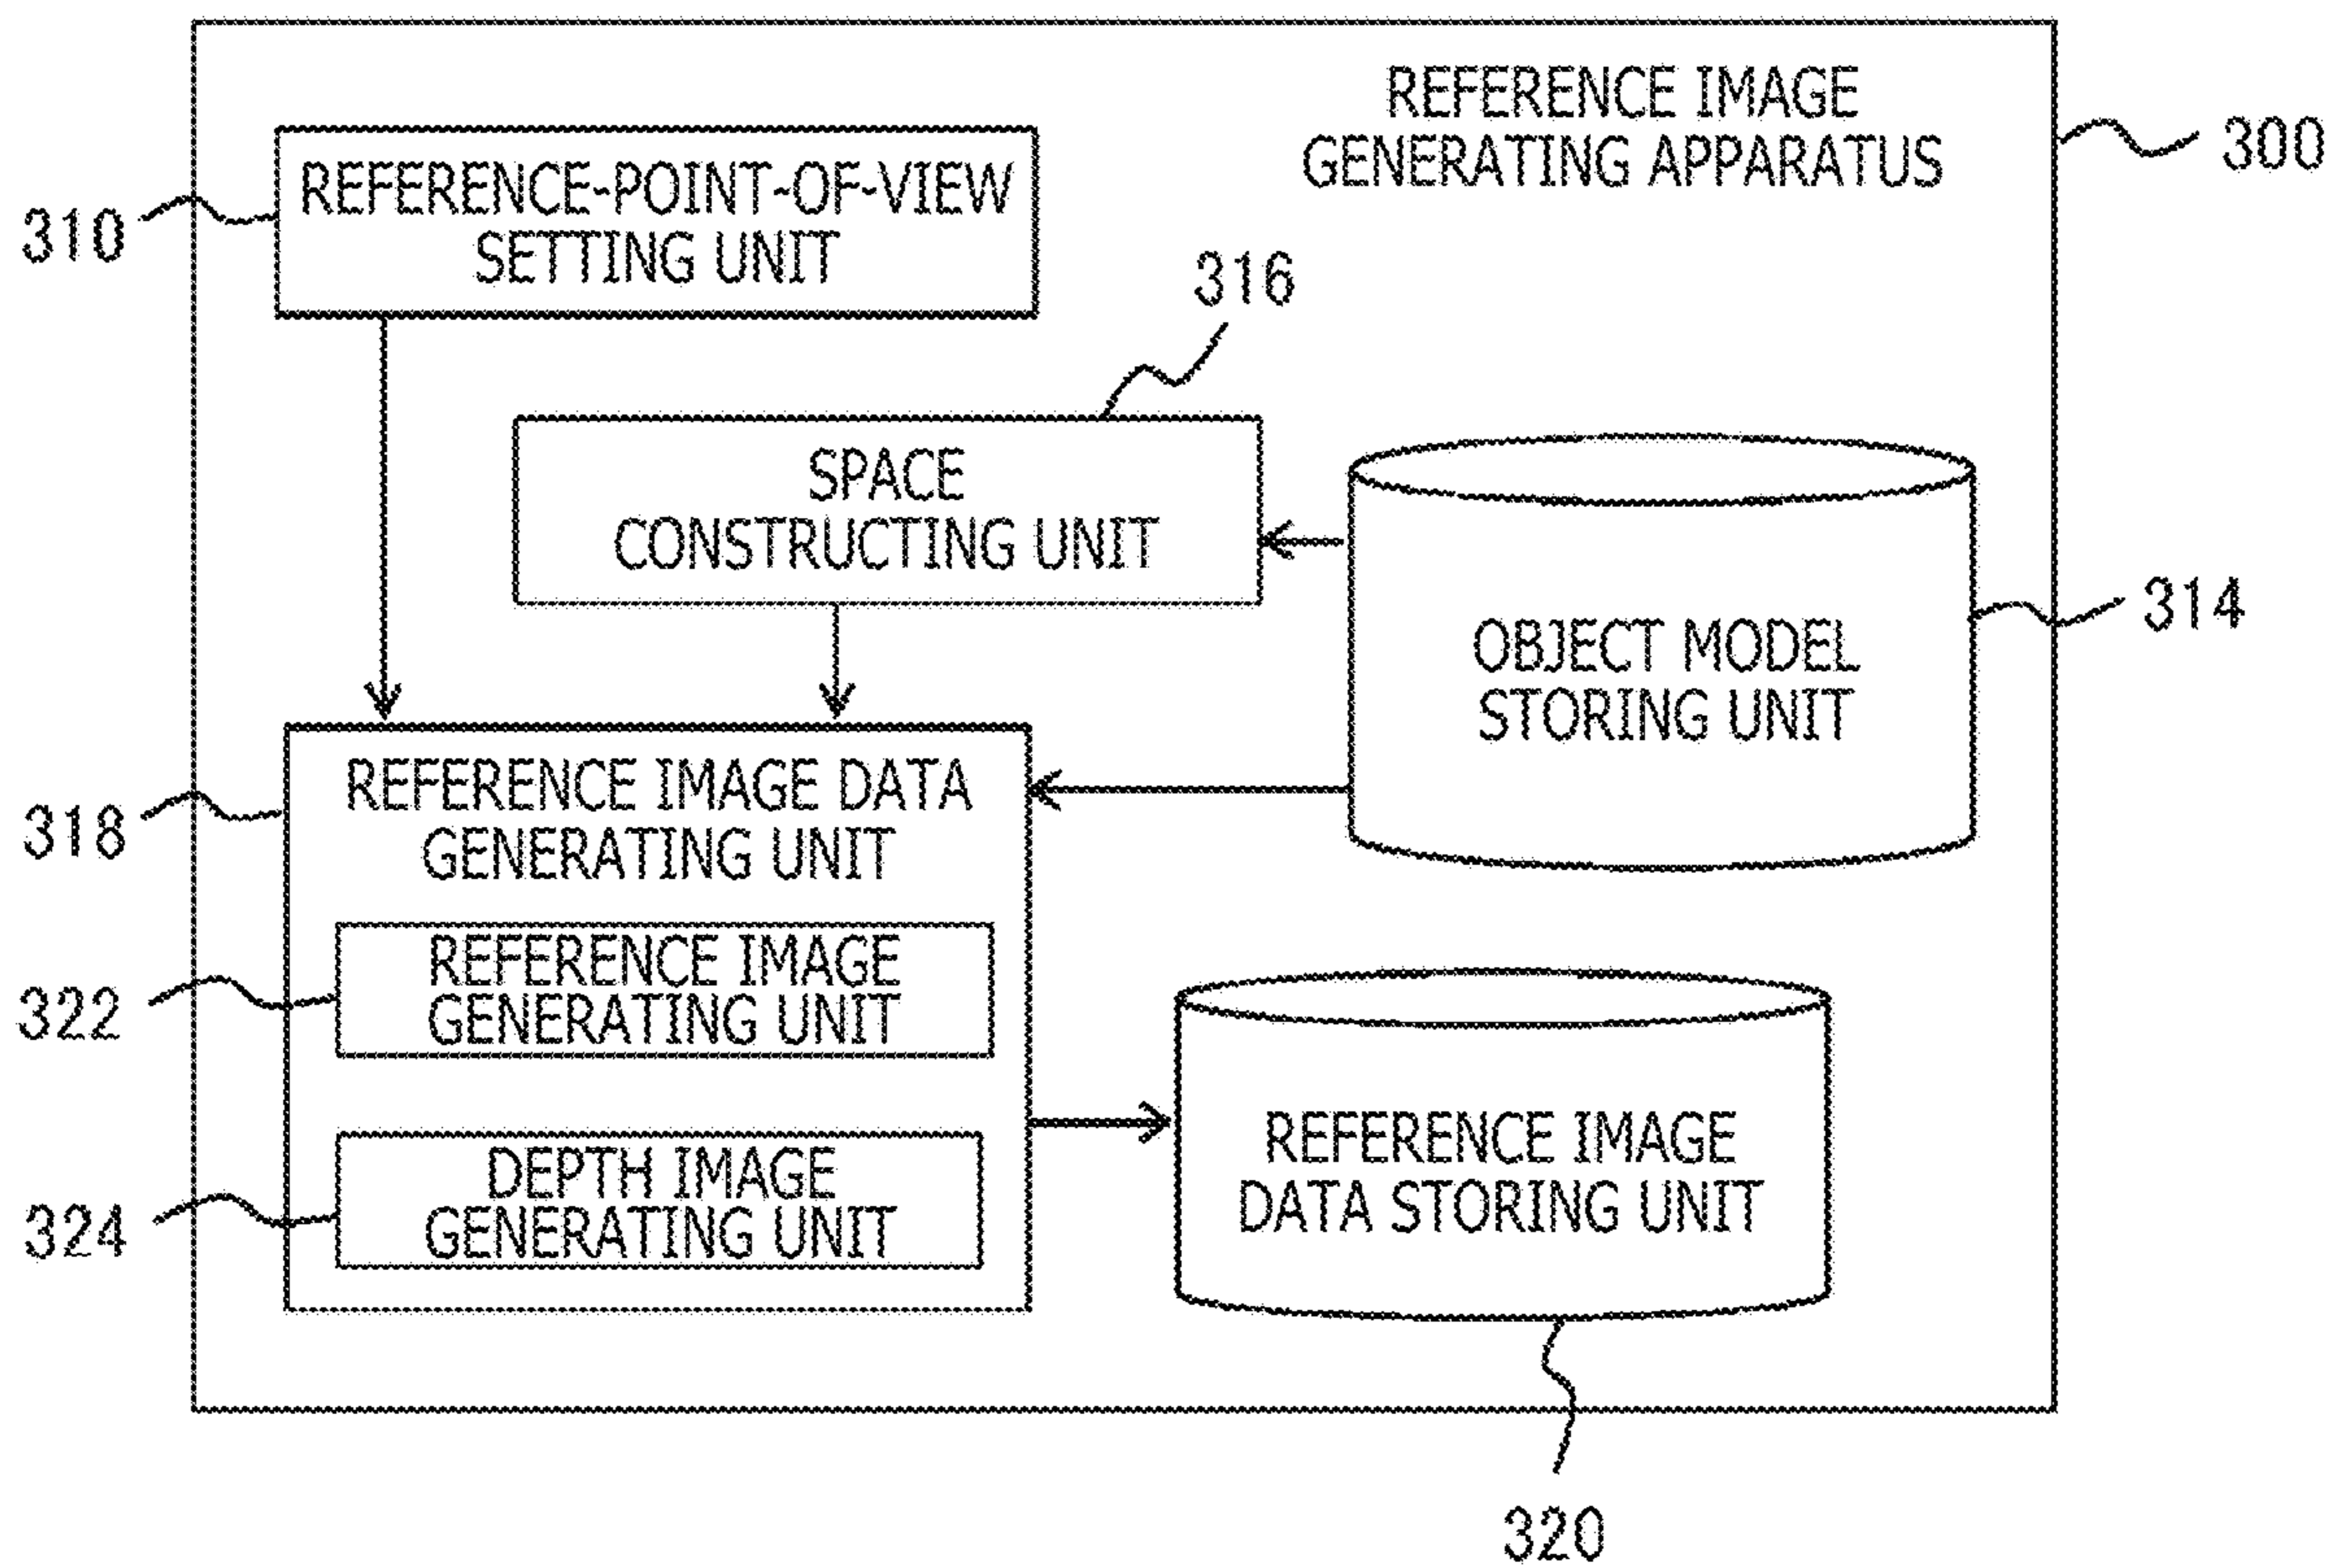 REFERENCE IMAGE
GENERATING APPARATUS
300
REFERENCE-POINT-OF-VIEW
SETTING UNIT
310
316
SPACE
CONSTRUCTING UNIT
OBJECT MODEL
STORING UNIT
314
REFERENCE IMAGE DATA
GENERATING UNIT
318
REFERENCE IMAGE
GENERATING UNIT
322
DEPTH IMAGE
GENERATING UNIT
324
REFERENCE IMAGE
DATA STORING UNIT
320